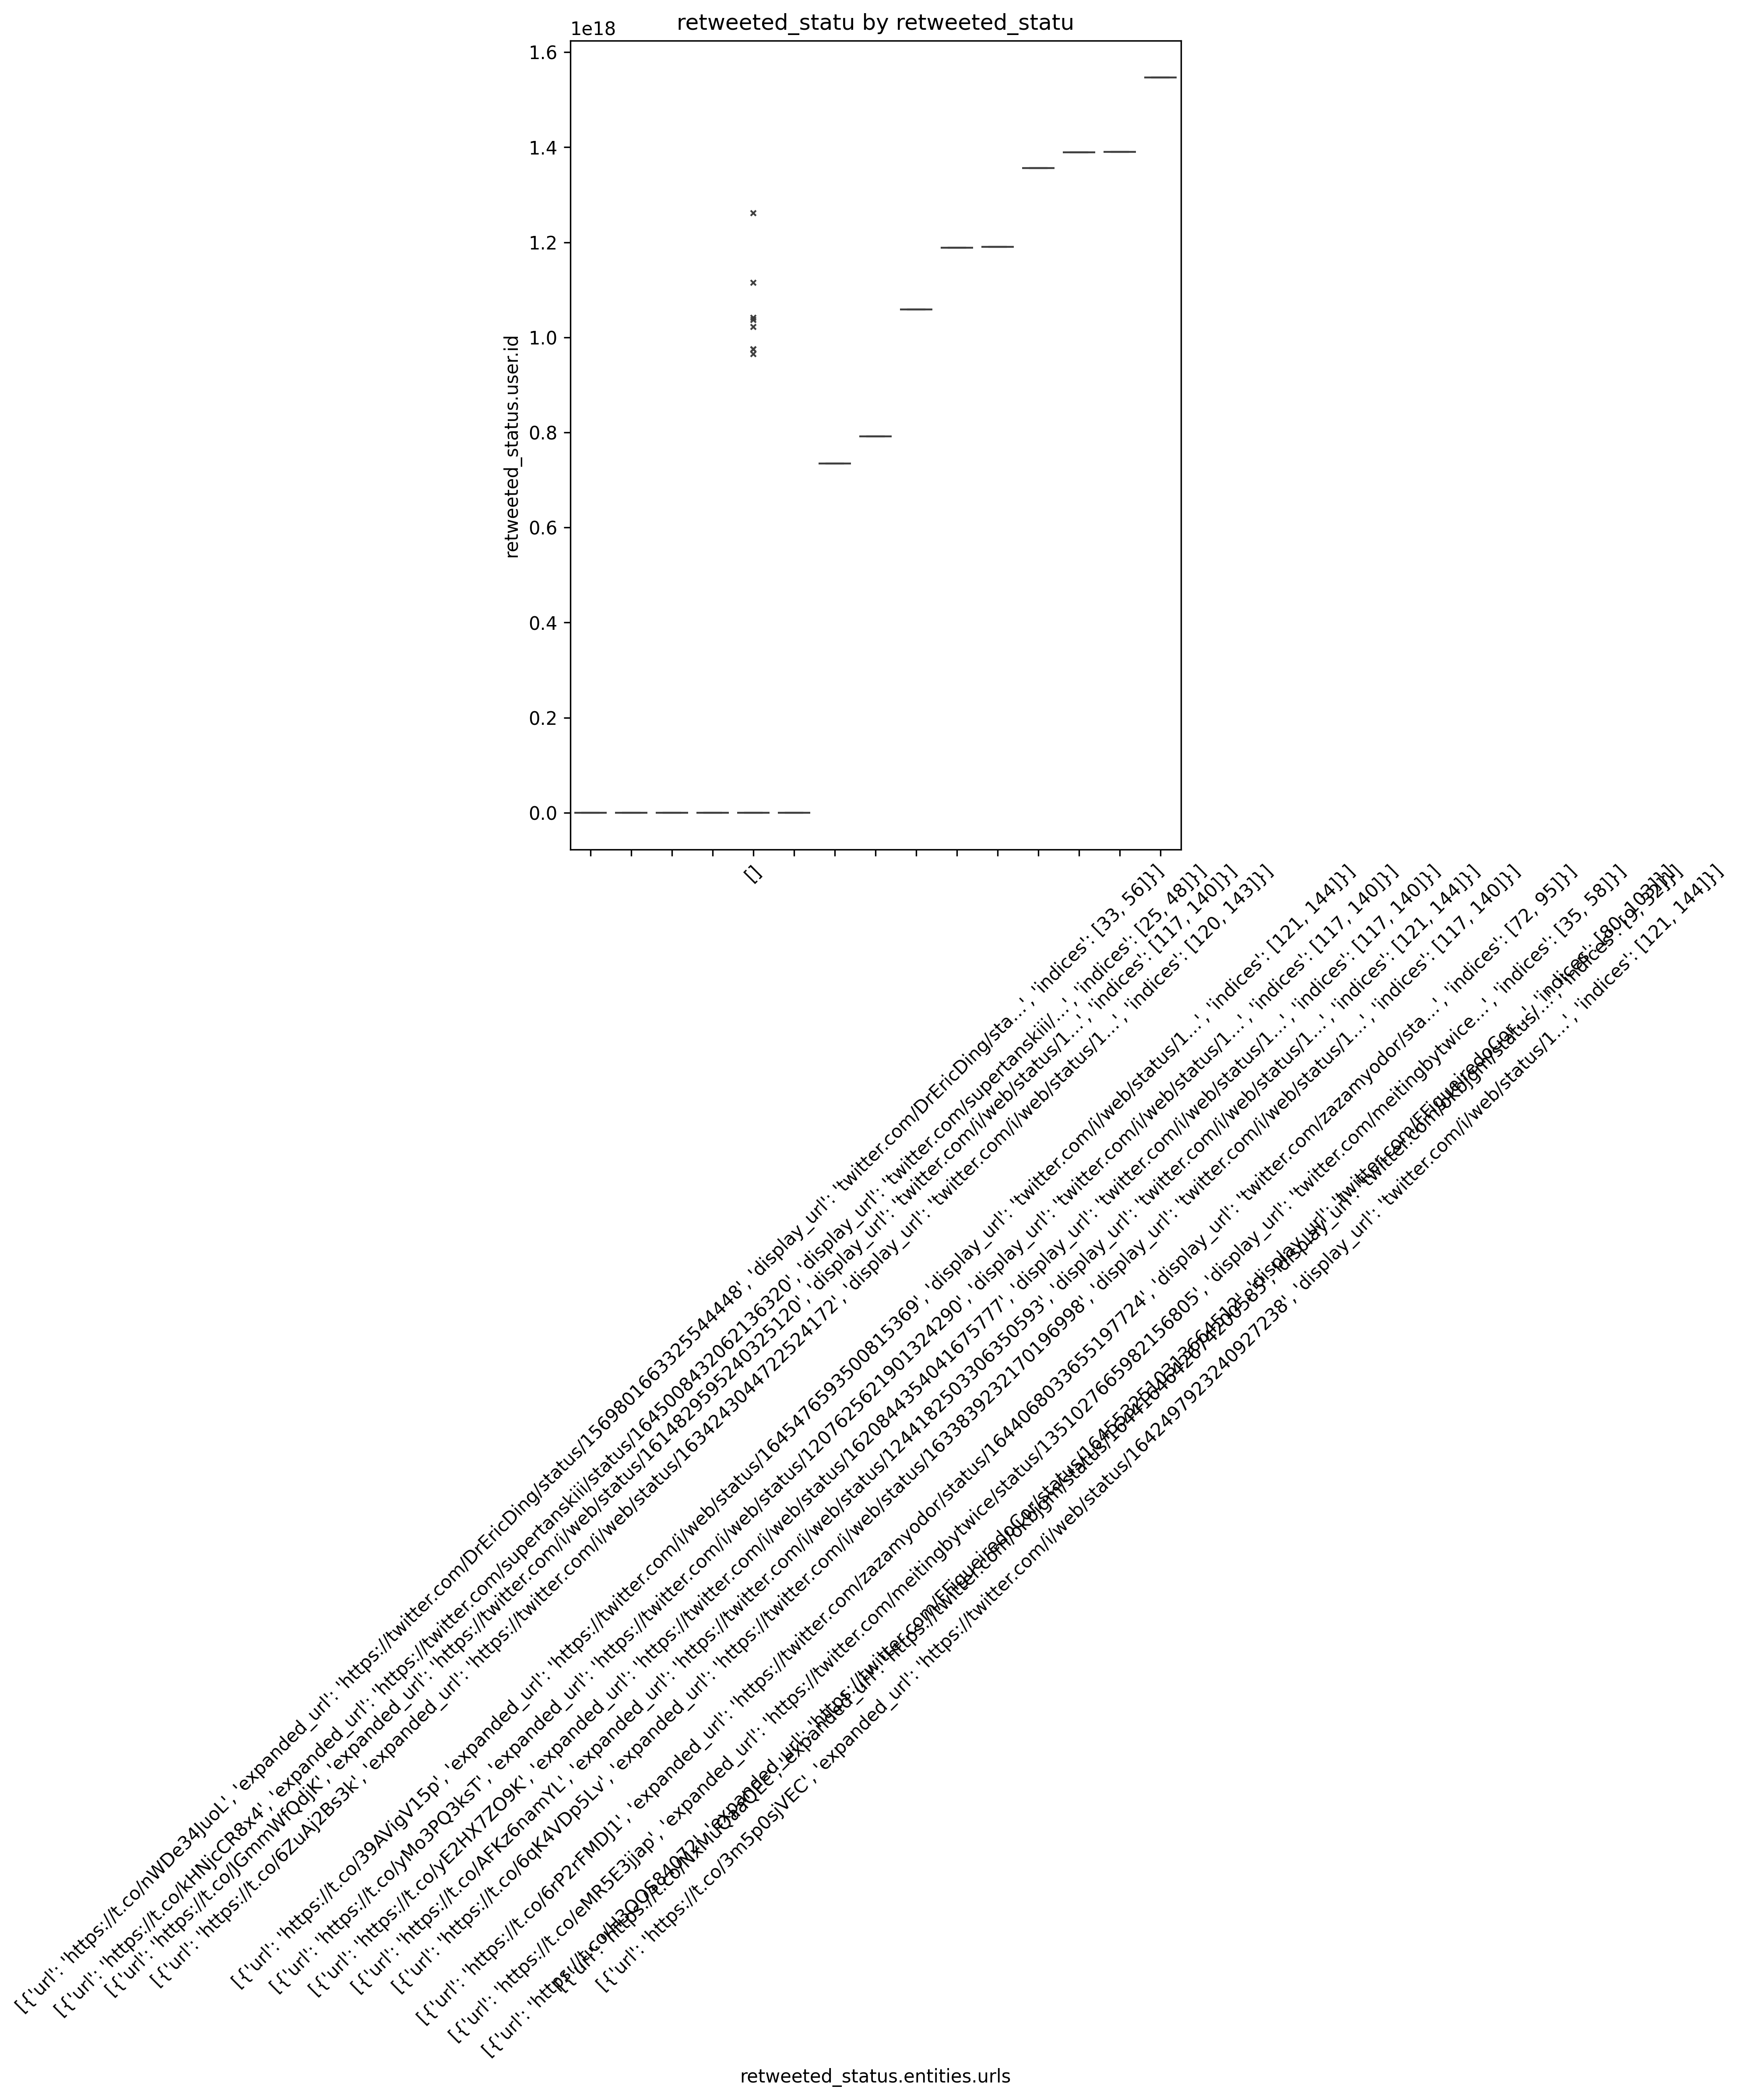 retweeted_statu by retweeted_statu
1e18
1.6
1.4
1.2
1.0
0.8
0.6
0.4
0.2
0.0
retweeted_status.user.id
[{'url': 'https://t.co/nWDe34JuoL', 'expanded_url': 'https://twitter.com/DrEricDing/status/1569801663325544448', 'display_url': 'twitter.com/DrEricDing/sta…', 'indices': [33, 56]}]
[{'url': 'https://t.co/kHNjcCR8x4', 'expanded_url': 'https://twitter.com/supertanskiii/status/1645008432062136320', 'display_url': 'twitter.com/supertanskiii/…', 'indices': [25, 48]}]
[{'url': 'https://t.co/JGmmWfQdjK', 'expanded_url': 'https://twitter.com/i/web/status/1614829595240325120', 'display_url': 'twitter.com/i/web/status/1…', 'indices': [117, 140]}]
[{'url': 'https://t.co/6ZuAj2Bs3k', 'expanded_url': 'https://twitter.com/i/web/status/1634243044722524172', 'display_url': 'twitter.com/i/web/status/1…', 'indices': [120, 143]}]
[]
[{'url': 'https://t.co/39AVigV15p', 'expanded_url': 'https://twitter.com/i/web/status/1645476593500815369', 'display_url': 'twitter.com/i/web/status/1…', 'indices': [121, 144]}]
[{'url': 'https://t.co/yMo3PQ3ksT', 'expanded_url': 'https://twitter.com/i/web/status/1207625621901324290', 'display_url': 'twitter.com/i/web/status/1…', 'indices': [117, 140]}]
[{'url': 'https://t.co/yE2HX7ZO9K', 'expanded_url': 'https://twitter.com/i/web/status/1620844354041675777', 'display_url': 'twitter.com/i/web/status/1…', 'indices': [117, 140]}]
[{'url': 'https://t.co/AFKz6namYL', 'expanded_url': 'https://twitter.com/i/web/status/1244182503306350593', 'display_url': 'twitter.com/i/web/status/1…', 'indices': [121, 144]}]
[{'url': 'https://t.co/6qK4VDp5Lv', 'expanded_url': 'https://twitter.com/i/web/status/1633839232170196998', 'display_url': 'twitter.com/i/web/status/1…', 'indices': [117, 140]}]
[{'url': 'https://t.co/6rP2rFMDJ1', 'expanded_url': 'https://twitter.com/zazamyodor/status/1644068033655197724', 'display_url': 'twitter.com/zazamyodor/sta…', 'indices': [72, 95]}]
[{'url': 'https://t.co/eMR5E3jjap', 'expanded_url': 'https://twitter.com/meitingbytwice/status/1351027665982156805', 'display_url': 'twitter.com/meitingbytwice…', 'indices': [35, 58]}]
[{'url': 'expanded_url': 'display_url': 'indices': [80, 103]}]
[{'url': 'expanded_url': 'display_url': 'indices': [9, 32]}]
[{'url': 'https://t.co/3m5p0sjVEC', 'expanded_url': 'https://twitter.com/i/web/status/1642497923240927238', 'display_url': 'twitter.com/i/web/status/1…', 'indices': [121, 144]}]
retweeted_status.entities.urls